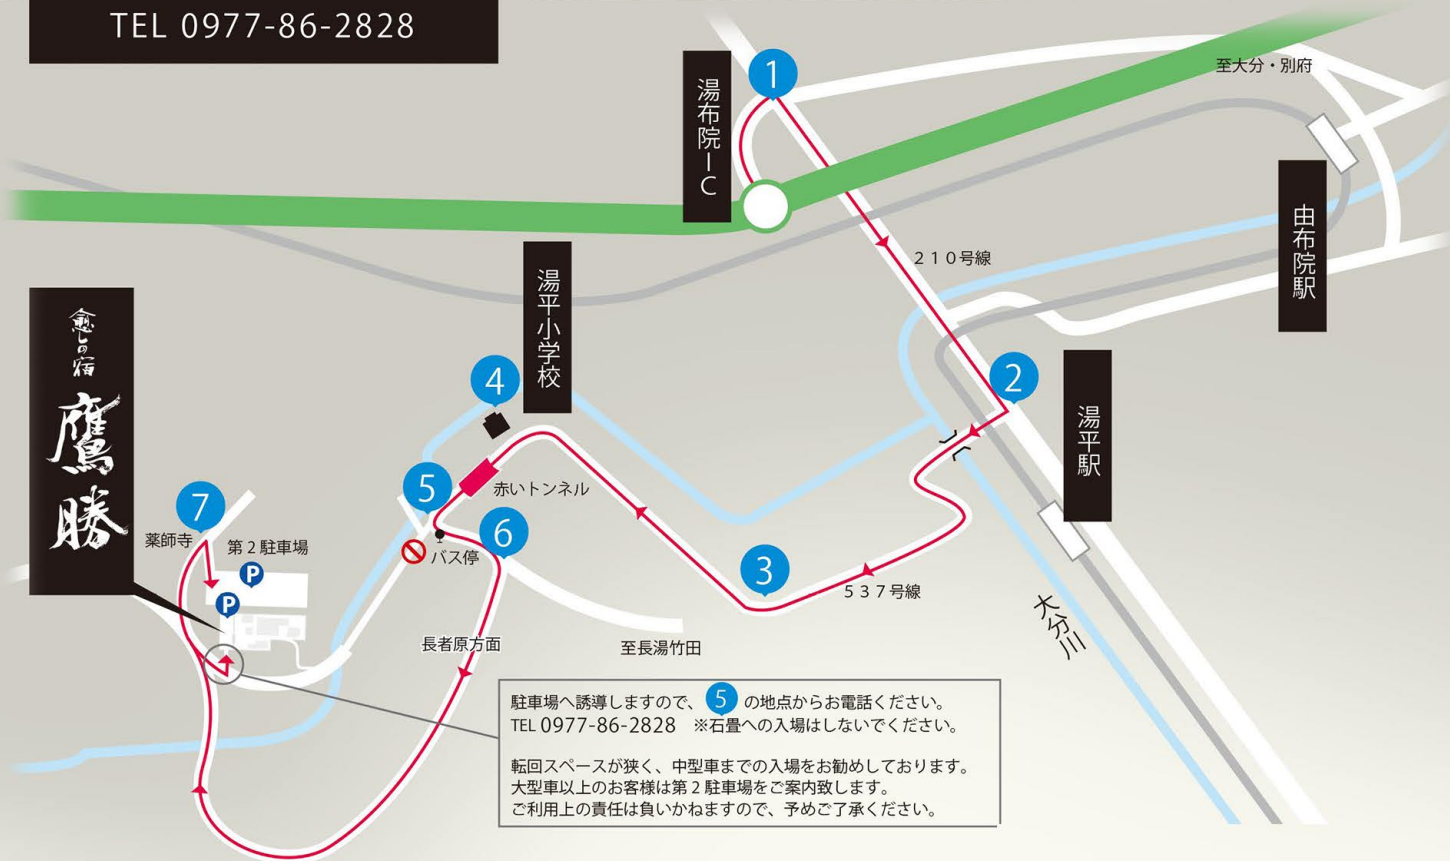 TEL 0977-86-2828
1
湯布院IC
至大分・別府
由布院駅
210号線
湯平小学校
2
湯平駅
癒しの宿
鷹勝
4
5
赤いトンネル
6
バス停
7
薬師寺
第2駐車場
P
P
3
537号線
大分川
長者原方面
至長湯竹田
駐車場へ誘導しますので、 5 の地点からお電話ください。
TEL 0977-86-2828 ※石畳への入場はしないでください。
転回スペースが狭く、中型車までの入場をお勧めしております。
大型車以上のお客様は第2駐車場をご案内致します。
ご利用上の責任は負いかねますので、予めご了承ください。